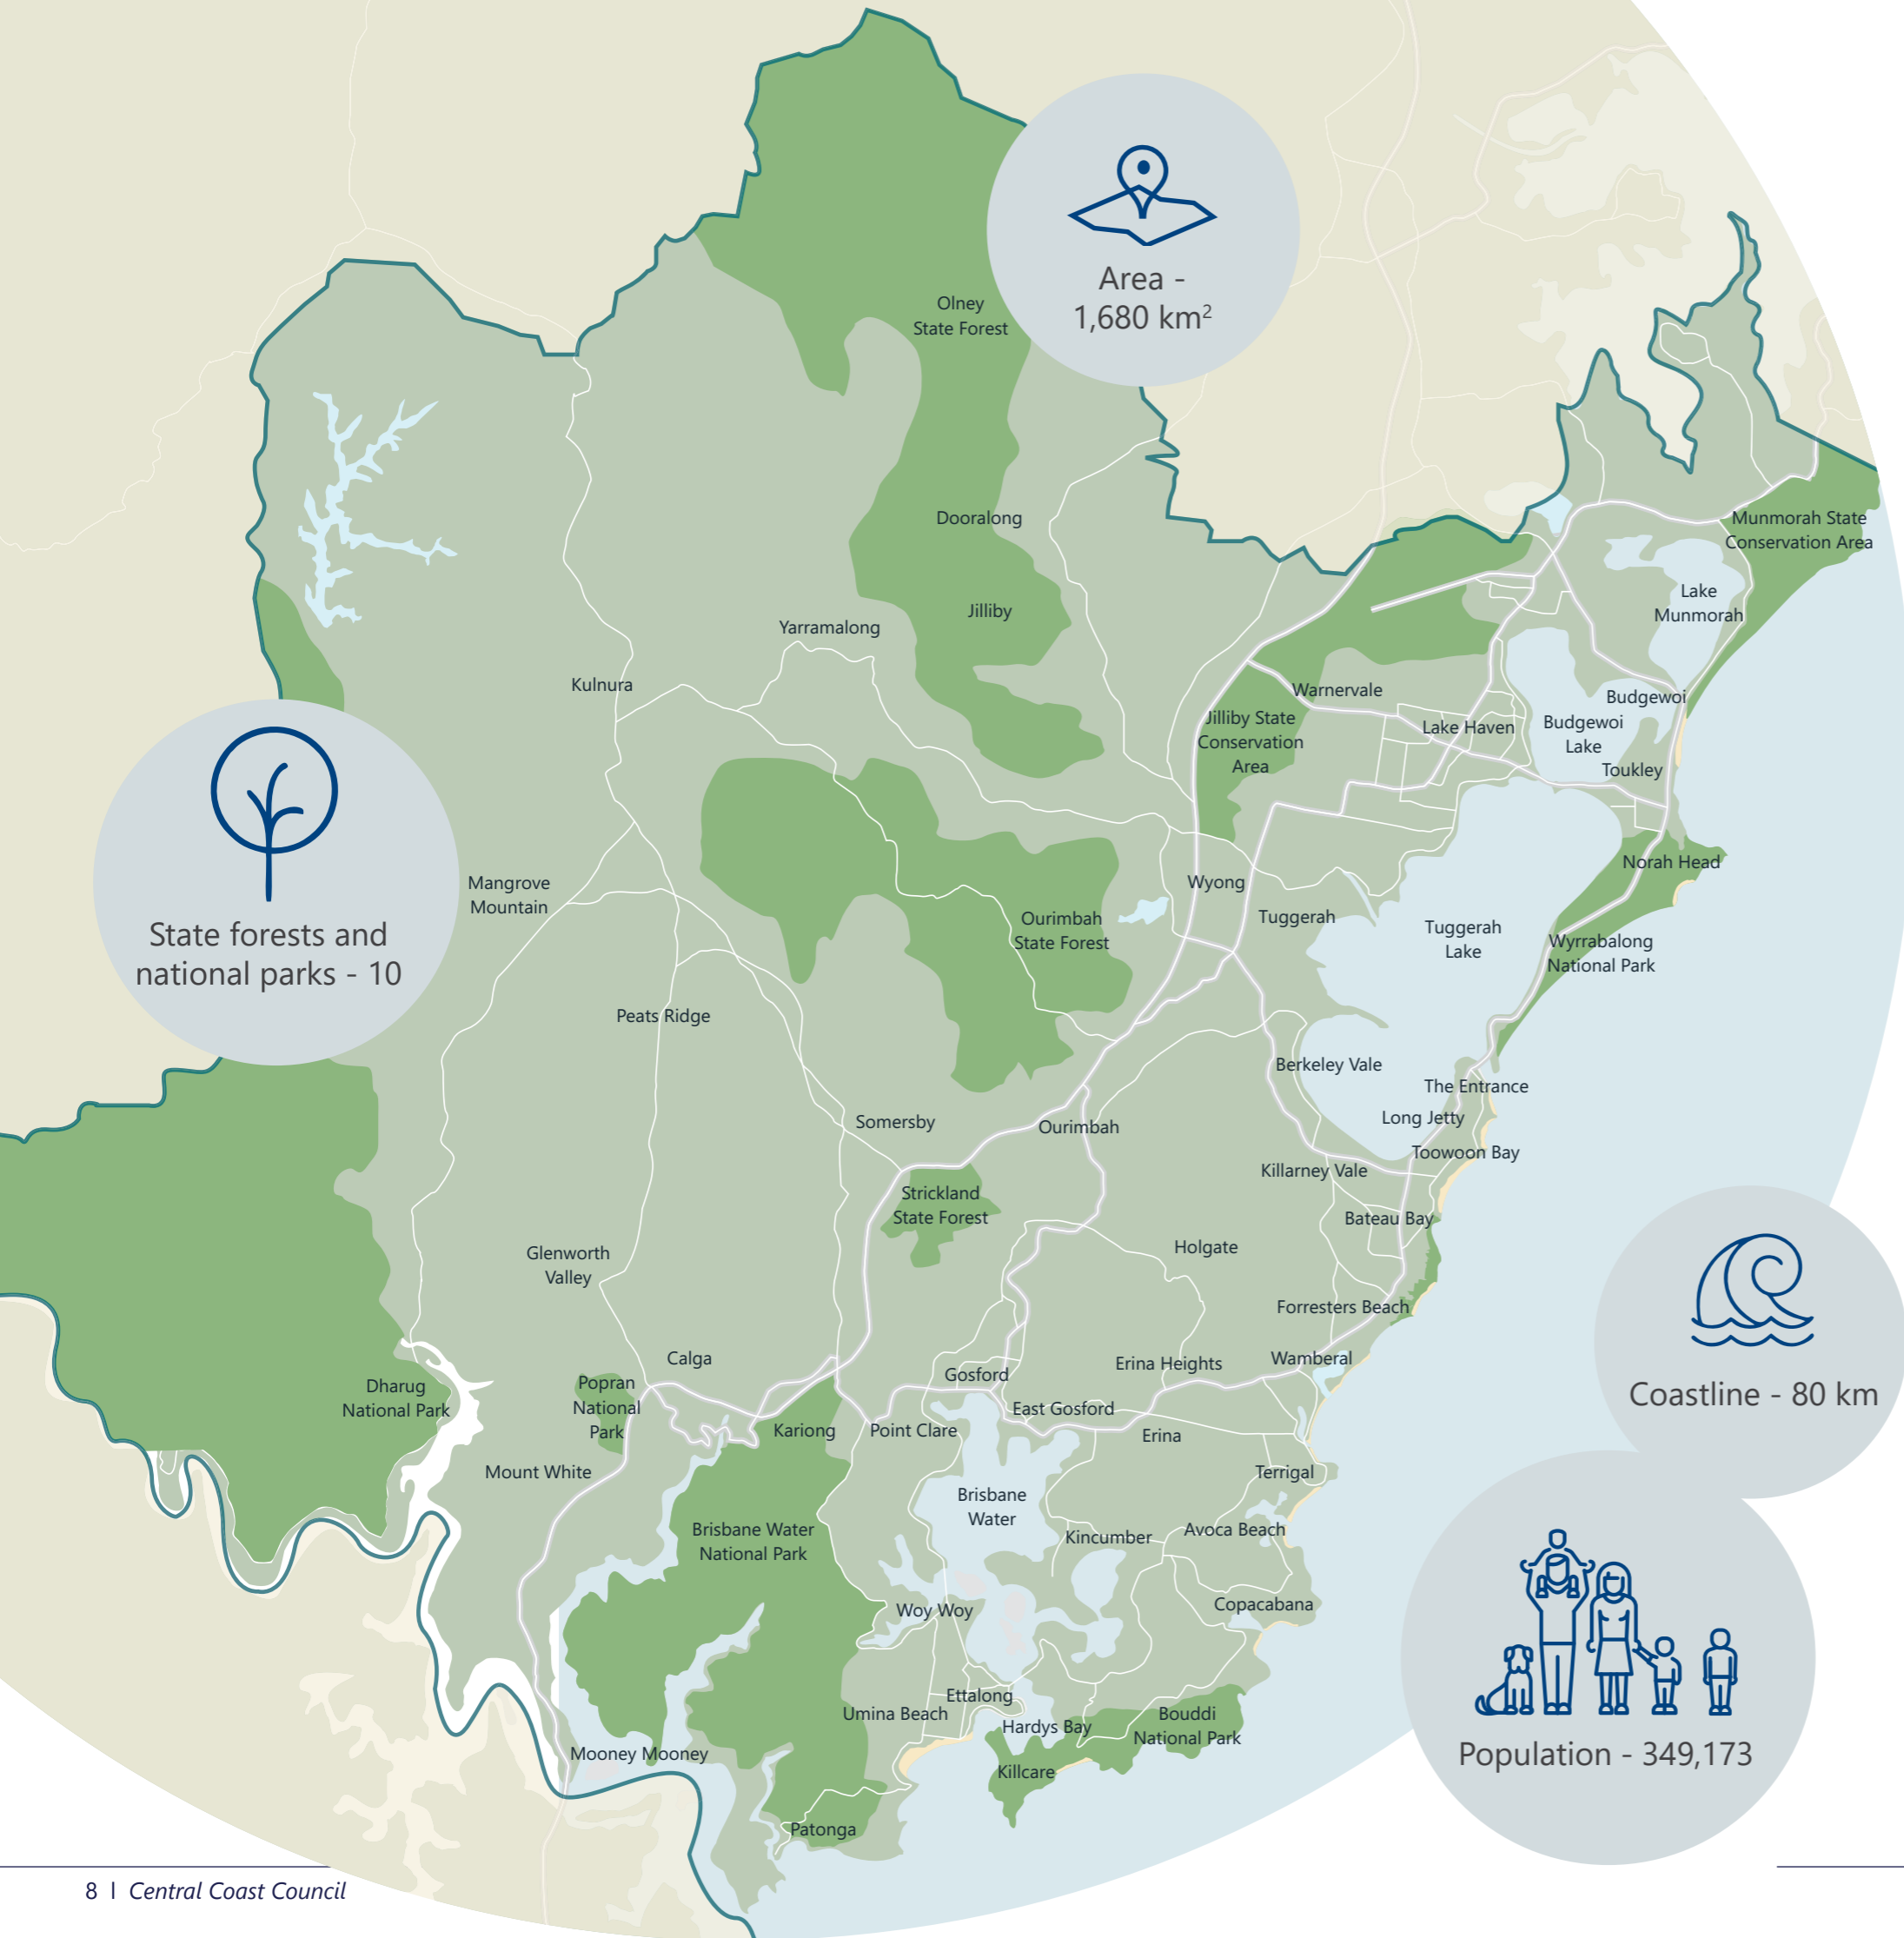 Area -
1,680 km²
Olney
State Forest
Dooralong
Munmorah State
Conservation Area
Lake
Munmorah
Jilliby
Yarramalong
Kulnura
Warnervale
Budgewoi
Jilliby State
Conservation
Area
Lake Haven
Budgewoi
Lake
Toukley
State forests and
national parks - 10
Norah Head
Mangrove
Mountain
Wyong
Tuggerah
Ourimbah
State Forest
Tuggerah
Lake
Wyrrabalong
National Park
Peats Ridge
Berkeley Vale
The Entrance
Long Jetty
Somersby
Ourimbah
Toowoon Bay
Killarney Vale
Strickland
State Forest
Bateau Bay
Holgate
Glenworth
Valley
Forresters Beach
Coastline - 80 km
Calga
Erina Heights
Wamberal
Gosford
Dharug
National Park
Popran
National
Park
East Gosford
Kariong
Point Clare
Erina
Mount White
Terrigal
Brisbane
Water
Brisbane Water
National Park
Kincumber
Avoca Beach
Woy Woy
Copacabana
Ettalong
Umina Beach
Hardys Bay
Bouddi
National Park
Mooney Mooney
Killcare
Population - 349,173
Patonga
8 | Central Coast Council